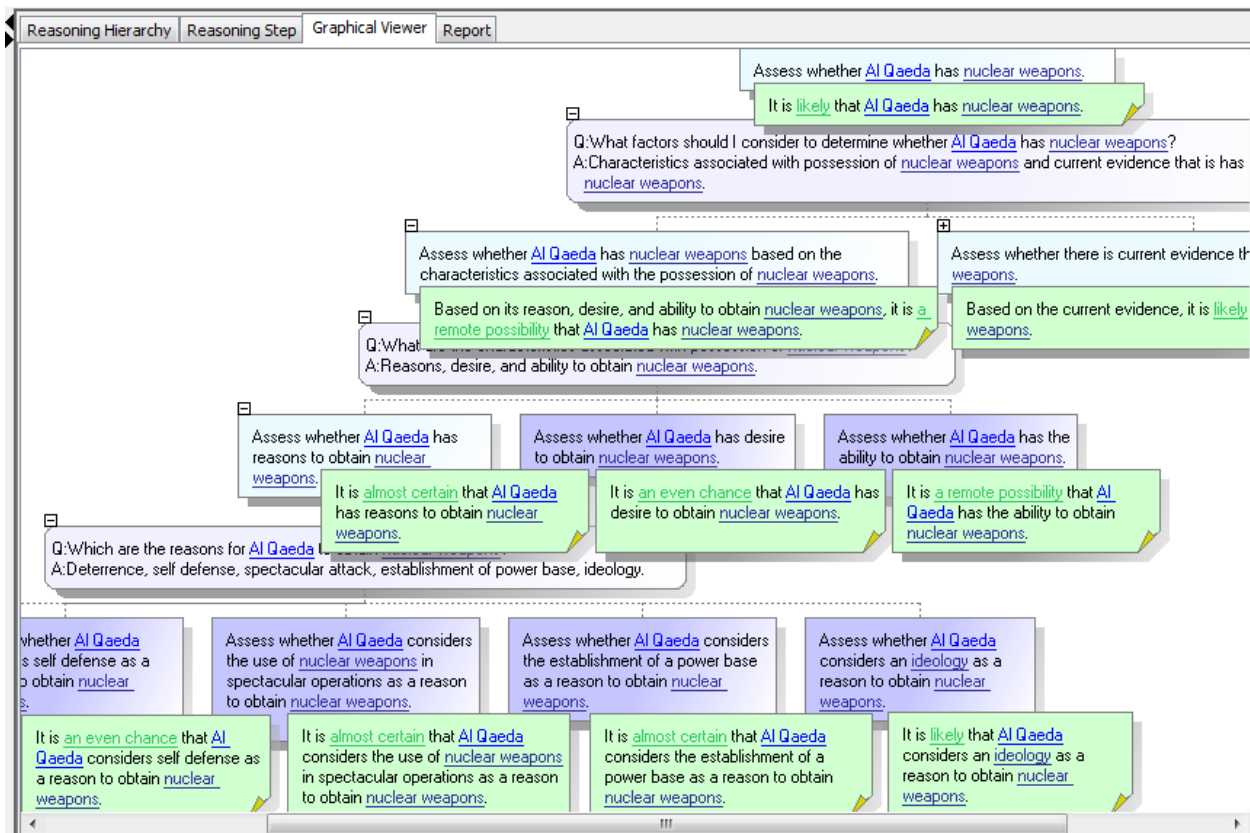 Reasoning Hierarchy
Reasoning Step
Graphical Viewer
Report
Assess whether Al Qaeda has nuclear weapons.
It is likely that Al Qaeda has nuclear weapons.
Q:What factors should I consider to determine whether Al Qaeda has nuclear weapons?
A:Characteristics associated with possession of nuclear weapons and current evidence that is has
nuclear weapons.
Assess whether Al Qaeda has nuclear weapons based on the
characteristics associated with the possession of nuclear weapons.
Based on its reason, desire, and ability to obtain nuclear weapons, it is a
remote possibility that Al Qaeda has nuclear weapons.
Assess whether there is current evidence th
weapons.
Based on the current evidence, it is likely
weapons.
Q:What
A:Reasons, desire, and ability to obtain nuclear weapons.
Assess whether Al Qaeda has
reasons to obtain nuclear
weapons.
It is almost certain that Al Qaeda
has reasons to obtain nuclear
weapons.
Assess whether Al Qaeda has desire
to obtain nuclear weapons.
It is an even chance that Al Qaeda has
desire to obtain nuclear weapons.
Assess whether Al Qaeda has the
ability to obtain nuclear weapons.
It is a remote possibility that Al
Qaeda has the ability to obtain
nuclear weapons.
Q:Which are the reasons for Al Qaeda
A:Deterrence, self defense, spectacular attack, establishment of power base, ideology.
whether Al Qaeda
s self defense as a
o obtain nuclear
It is an even chance that Al
Qaeda considers self defense as
a reason to obtain nuclear
weapons.
Assess whether Al Qaeda considers
the use of nuclear weapons in
spectacular operations as a reason
to obtain nuclear weapons.
It is almost certain that Al Qaeda
considers the use of nuclear weapons
in spectacular operations as a reason
to obtain nuclear weapons.
Assess whether Al Qaeda considers
the establishment of a power base
as a reason to obtain nuclear
weapons.
It is almost certain that Al Qaeda
considers the establishment of a
power base as a reason to obtain
nuclear weapons.
Assess whether Al Qaeda
considers an ideology as a
reason to obtain nuclear
weapons.
It is likely that Al Qaeda
considers an ideology as a
reason to obtain nuclear
weapons.